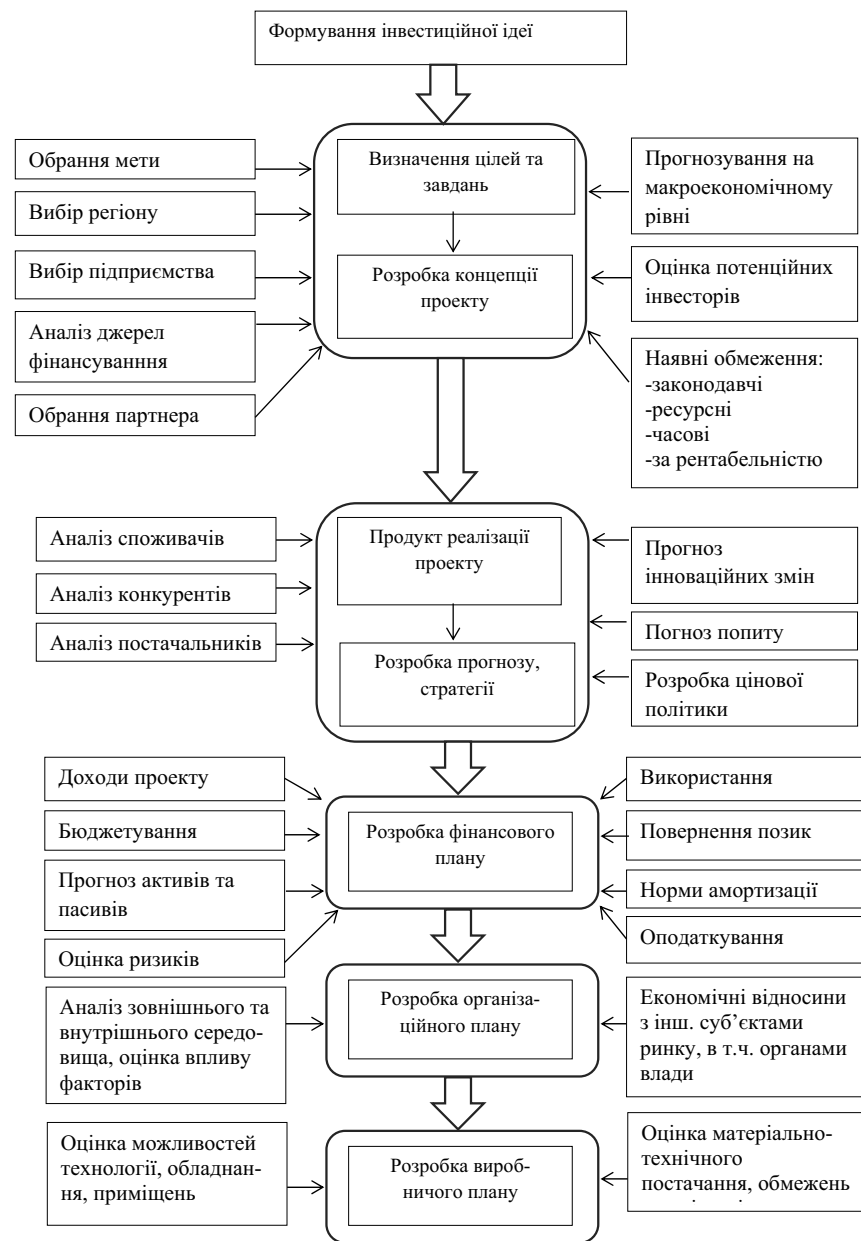 Формування інвестиційної ідеї
Обрання мети
Вибір регіону
Вибір підприємства
Аналіз джерел
фінансуванння
Обрання партнера
Визначення цілей та
завдань
Розробка концепції
проекту
Прогнозування на
макроекономічному
рівні
Оцінка потенційних
інвесторів
Наявні обмеження:
-законодавчі
-ресурсні
-часові
-за рентабельністю
Аналіз споживачів
Аналіз конкурентів
Аналіз постачальників
Продукт реалізації
проекту
Розробка прогнозу,
стратегії
Прогноз
інноваційних змін
Погноз попиту
Розробка цінової
політики
Доходи проекту
Бюджетування
Прогноз активів та
пасивів
Оцінка ризиків
Розробка фінансового
плану
Використання
Повернення позик
Норми амортизації
Оподаткування
Аналіз зовнішнього та
внутрішнього середо-
вища, оцінка впливу
факторів
Розробка організа-
ційного плану
Економічні відносини
з інш. суб’єктами
ринку, в т.ч. органами
влади
Оцінка можливостей
технології, обладнан-
ня, приміщень
Розробка вироб-
ничого плану
Оцінка матеріально-
технічного
постачання, обмежень